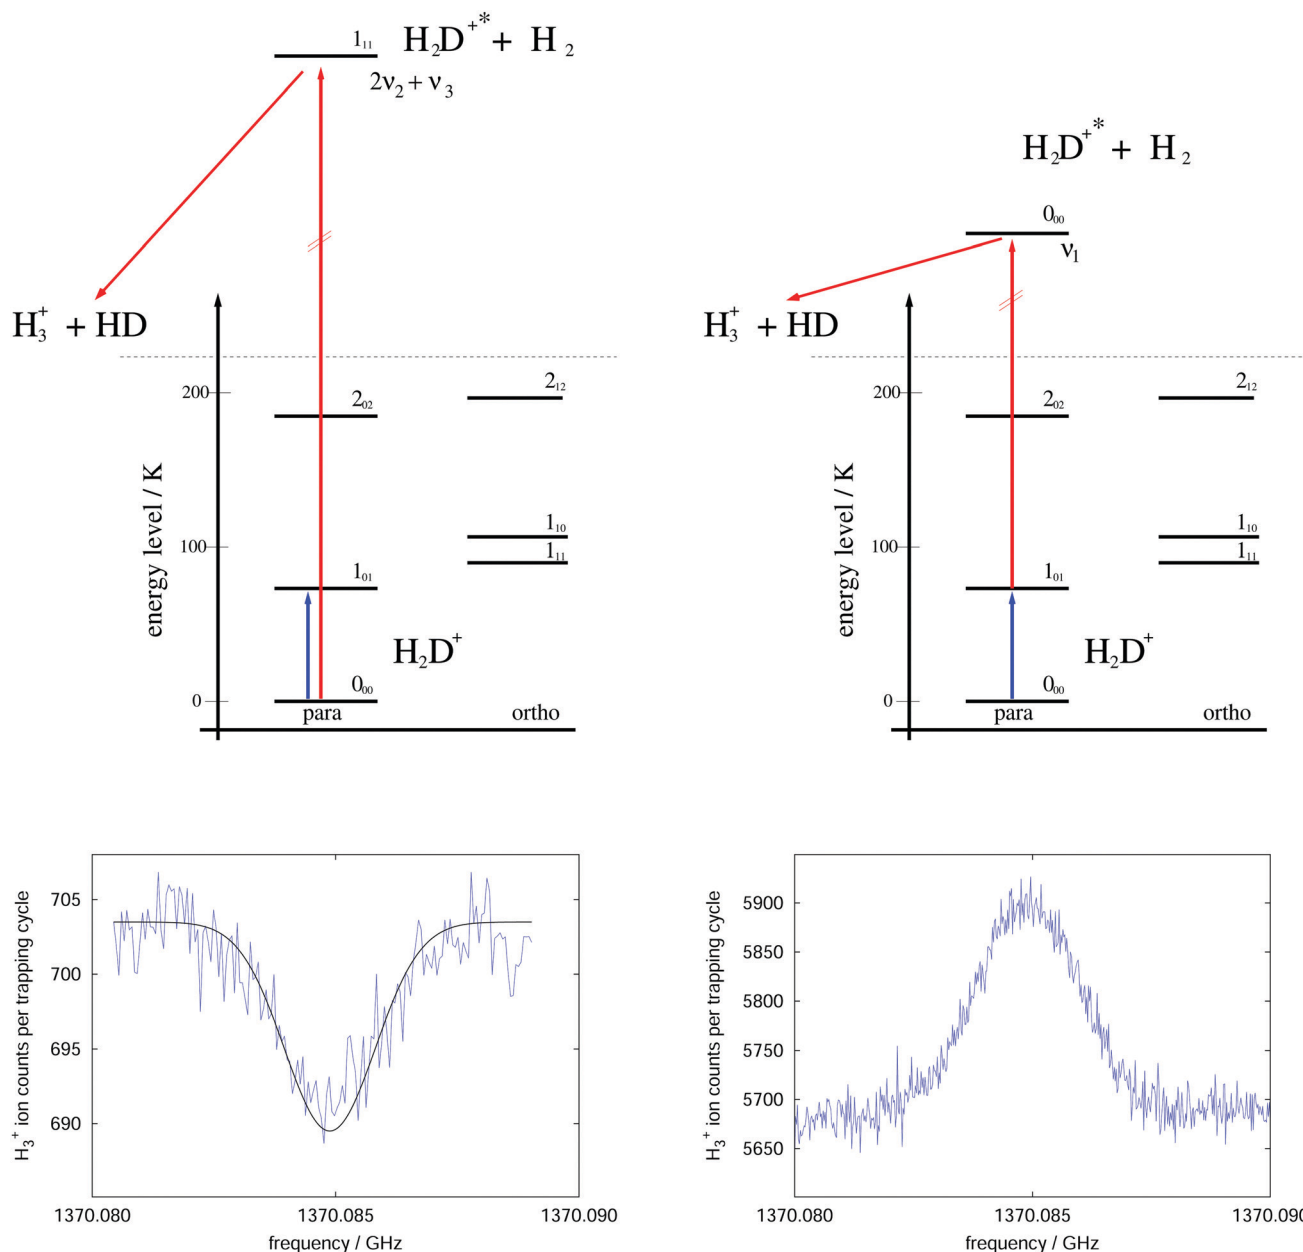 1₁₁ H₂D⁺* + H₂
2ν₂ + ν₃
H₃⁺ + HD
200
2₀₂
2₁₂
energy level / K
100
1₁₀
1₁₁
1₀₁
H₂D⁺
0
0₀₀
para
ortho
H₂D⁺* + H₂
0₀₀
ν₁
H₃⁺ + HD
200
2₀₂
2₁₂
energy level / K
100
1₁₀
1₁₁
1₀₁
H₂D⁺
0
0₀₀
para
ortho
H₃⁺ ion counts per trapping cycle
705
700
695
690
1370.080
1370.085
1370.090
frequency / GHz
H₃⁺ ion counts per trapping cycle
5900
5850
5800
5750
5700
5650
5600
1370.080
1370.085
1370.090
frequency / GHz